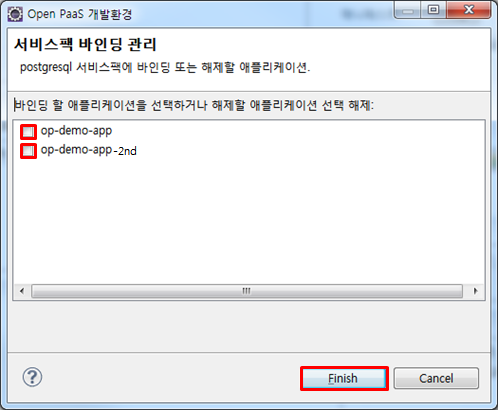 Open PaaS 개발환경
서비스팩 바인딩 관리
postgresql 서비스팩에 바인딩 또는 해제할 애플리케이션.
바인딩 할 애플리케이션을 선택하거나 해제할 애플리케이션 선택 해제:
op-demo-app
op-demo-app-2nd
Finish
Cancel